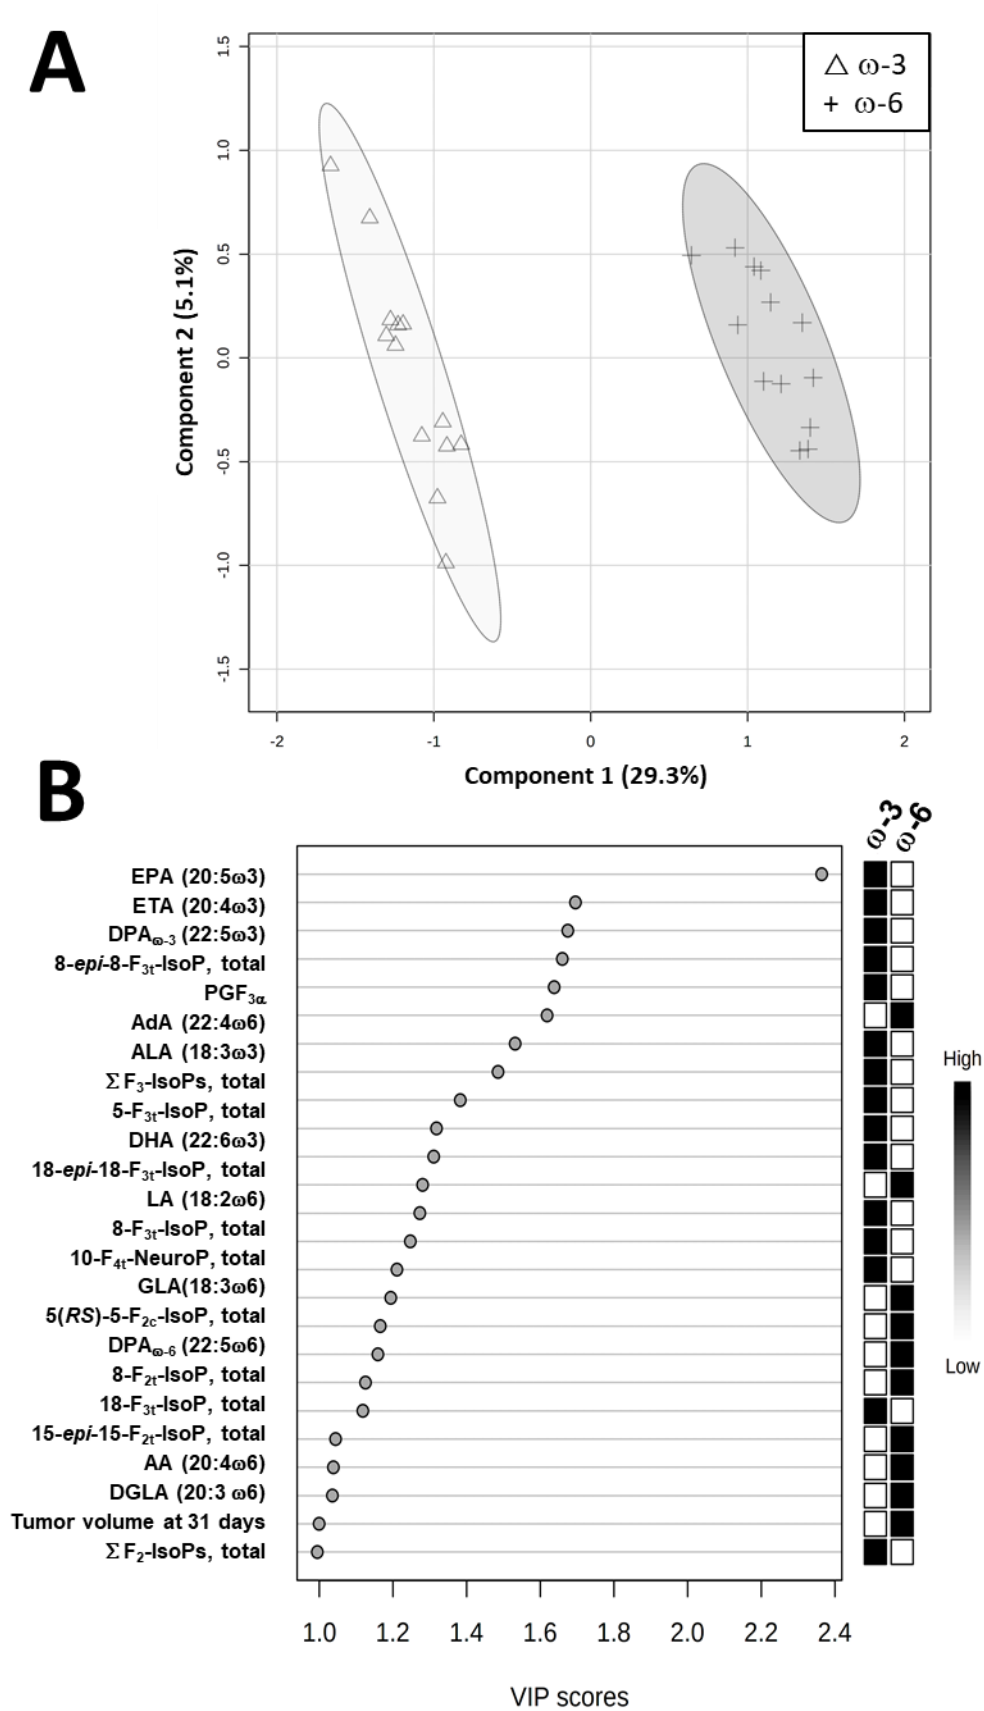 A
△ ω-3
+ ω-6
1.5
1.0
0.5
0.0
-0.5
-1.0
-1.5
Component 2 (5.1%)
-2 -1 0 1 2
Component 1 (29.3%)
B
ω-3 ω-6
EPA (20:5ω3)
ETA (20:4ω3)
DPAω-3 (22:5ω3)
8-epi-8-F3t-IsoP, total
PGF3α
AdA (22:4ω6)
ALA (18:3ω3)
ΣF3-IsoPs, total
5-F3t-IsoP, total
DHA (22:6ω3)
18-epi-18-F3t-IsoP, total
LA (18:2ω6)
8-F3t-IsoP, total
10-F4t-NeuroP, total
GLA(18:3ω6)
5(RS)-5-F2c-IsoP, total
DPAω-6 (22:5ω6)
8-F2t-IsoP, total
18-F3t-IsoP, total
15-epi-15-F2t-IsoP, total
AA (20:4ω6)
DGLA (20:3 ω6)
Tumor volume at 31 days
ΣF2-IsoPs, total
High
Low
1.0 1.2 1.4 1.6 1.8 2.0 2.2 2.4
VIP scores